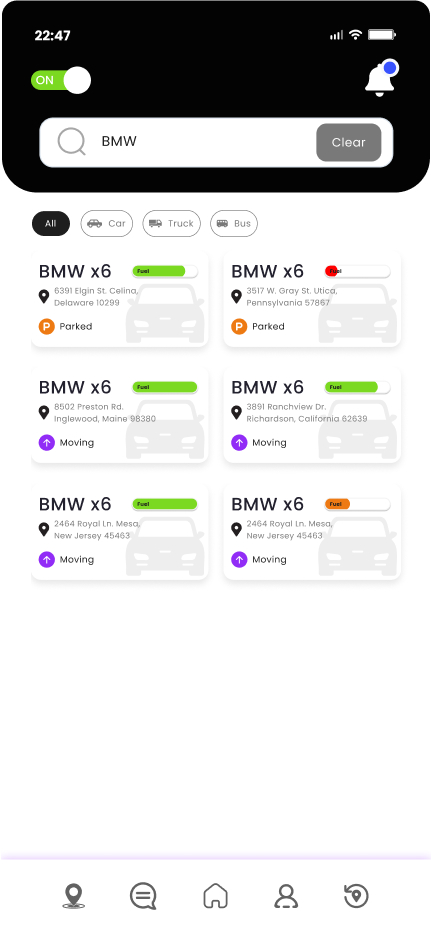 22:47
ON
BMW
Clear
All
Car
Truck
Bus
BMW x6
Fuel
6391 Elgin St. Celina,
Delaware 10299
P
Parked
BMW x6
Fuel
3517 W. Gray St. Utica,
Pennsylvania 57867
P
Parked
BMW x6
Fuel
8502 Preston Rd.
Inglewood, Maine 98380
Moving
BMW x6
Fuel
3891 Ranchview Dr.
Richardson, California 62639
Moving
BMW x6
Fuel
2464 Royal Ln. Mesa,
New Jersey 45463
Moving
BMW x6
Fuel
2464 Royal Ln. Mesa,
New Jersey 45463
Moving